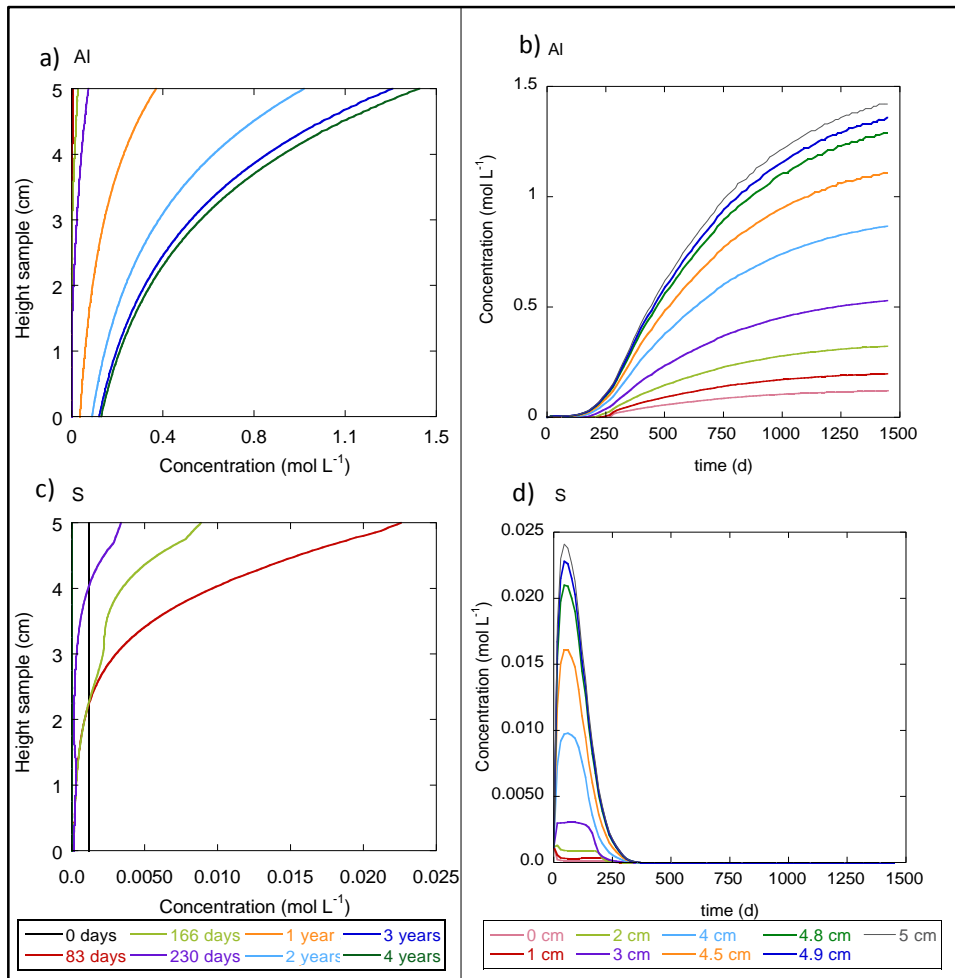 a) Al
5
4
3
2
1
0
Height sample (cm)
0 0.4 0.8 1.1 1.5
Concentration (mol L⁻¹)
b) Al
1.5
1
0.5
0
Concentration (mol L⁻¹)
0 250 500 750 1000 1250 1500
time (d)
c) S
5
4
3
2
1
0
Height sample (cm)
0.0 0.0050 0.010 0.015 0.020 0.025
Concentration (mol L⁻¹)
0 days 166 days 1 year 3 years
83 days 230 days 2 years 4 years
d) S
0.025
0.020
0.015
0.010
0.0050
0.0
Concentration (mol L⁻¹)
0 250 500 750 1000 1250 1500
time (d)
0 cm 2 cm 4 cm 4.8 cm 5 cm
1 cm 3 cm 4.5 cm 4.9 cm